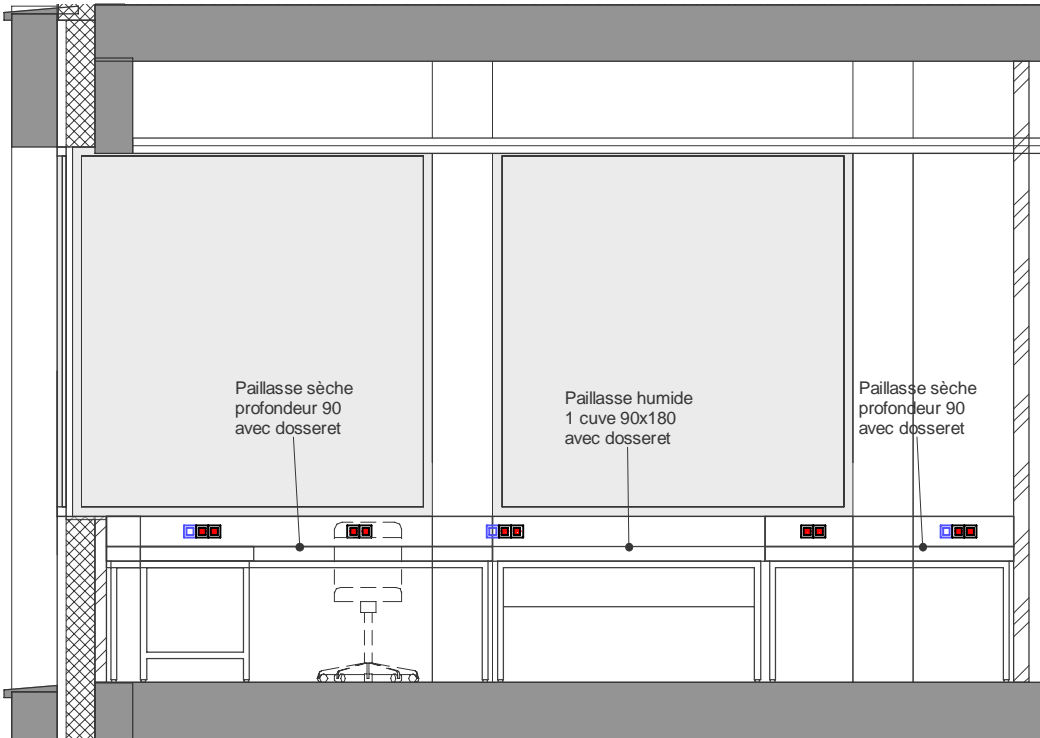 Paillasse sèche
profondeur 90
avec dosseret
Paillasse humide
1 cuve 90x180
avec dosseret
Paillasse sèche
profondeur 90
avec dosseret